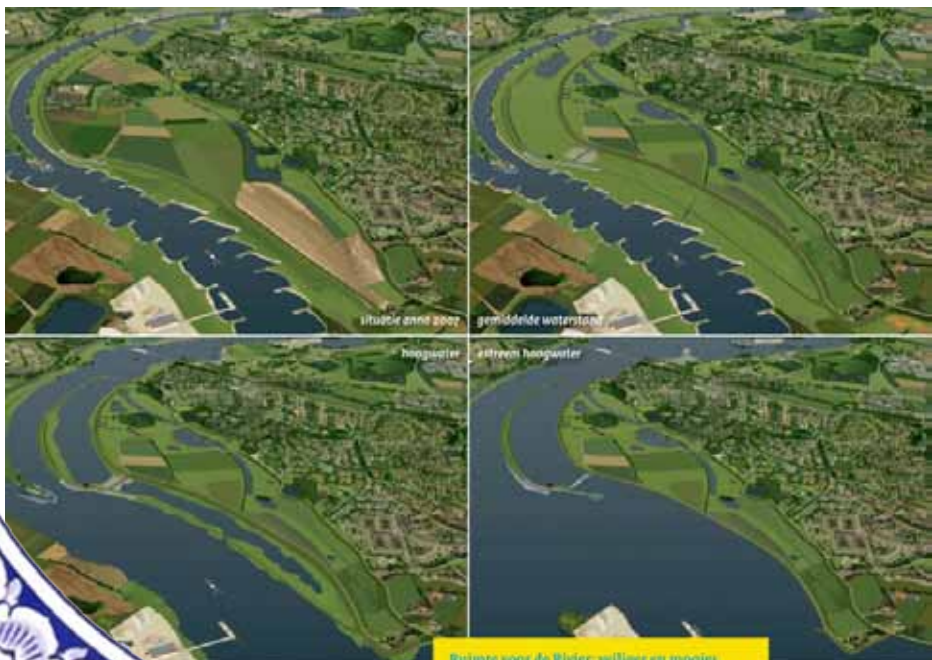 situatie anno 2007
gemiddelde waterstand
hoogwater
extreem hoogwater
Ruimte voor de Rivier: veiliger en mooier